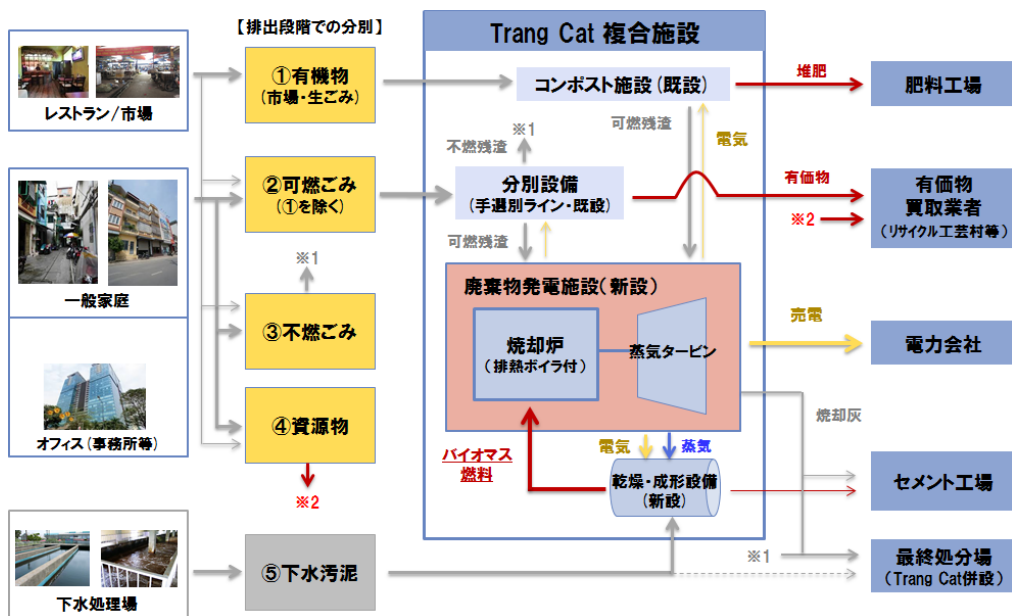 【排出段階での分別】
Trang Cat 複合施設
レストラン/市場
①有機物
(市場・生ごみ)
コンポスト施設(既設)
堆肥
肥料工場
※1
不燃残渣
可燃残渣
電気
一般家庭
②可燃ごみ
(①を除く)
分別設備
(手選別ライン・既設)
有価物
有価物
買取業者
(リサイクル工芸村等)
※2
可燃残渣
※1
③不燃ごみ
廃棄物発電施設(新設)
焼却炉
(排熱ボイラ付)
蒸気タービン
売電
電力会社
オフィス(事務所等)
④資源物
※2
焼却灰
電気
蒸気
バイオマス
燃料
乾燥・成形設備
(新設)
セメント工場
下水処理場
⑤下水汚泥
※1
最終処分場
(Trang Cat併設)